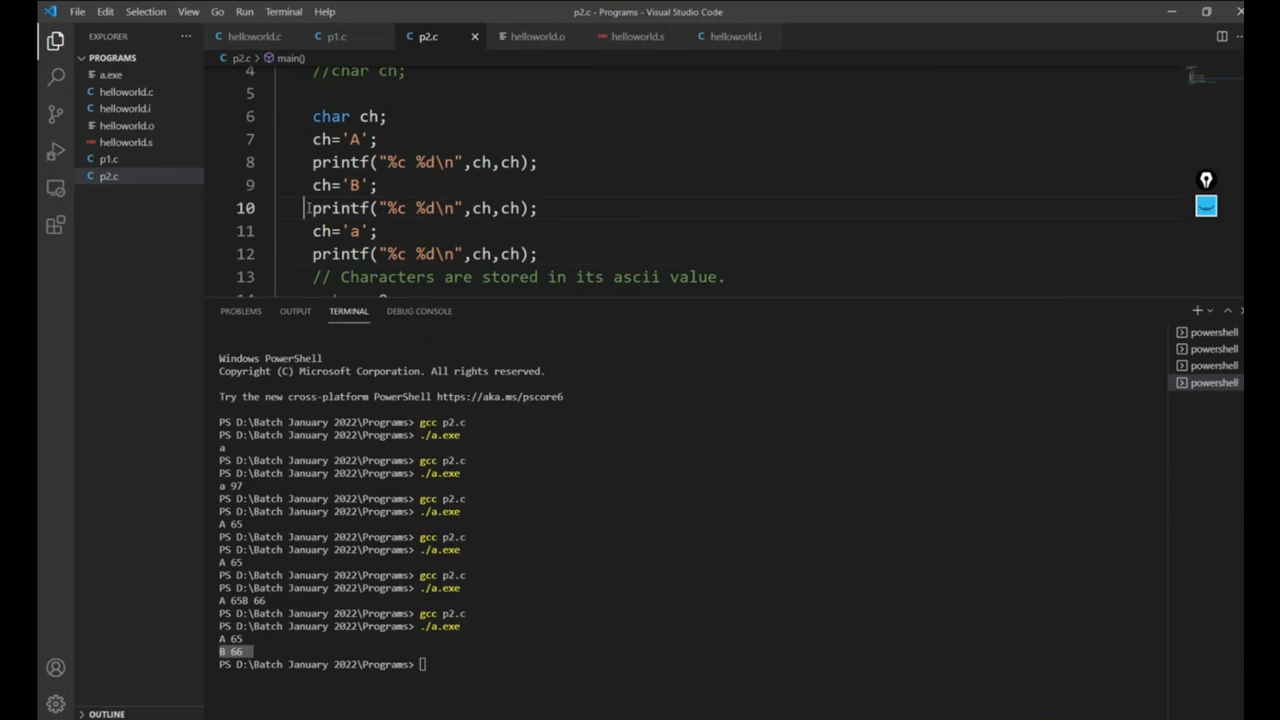 File Edit Selection View Go Run Terminal Help
p2.c - Programs - Visual Studio Code
EXPLORER
helloworld.c p1.c p2.c helloworld.o helloworld.s helloworld.i
PROGRAMS
p2.c > main()
a.exe
helloworld.c
helloworld.i
helloworld.o
helloworld.s
p1.c
p2.c
4 //char ch;
5
6 char ch;
7 ch='A';
8 printf("%c %d\n",ch,ch);
9 ch='B';
10 printf("%c %d\n",ch,ch);
11 ch='a';
12 printf("%c %d\n",ch,ch);
13 // Characters are stored in its ascii value.
PROBLEMS OUTPUT TERMINAL DEBUG CONSOLE
powershell
powershell
powershell
powershell
Windows PowerShell
Copyright (C) Microsoft Corporation. All rights reserved.
Try the new cross-platform PowerShell https://aka.ms/pscore6
PS D:\Batch January 2022\Programs> gcc p2.c
PS D:\Batch January 2022\Programs> ./a.exe
a
PS D:\Batch January 2022\Programs> gcc p2.c
PS D:\Batch January 2022\Programs> ./a.exe
a 97
PS D:\Batch January 2022\Programs> gcc p2.c
PS D:\Batch January 2022\Programs> ./a.exe
A 65
PS D:\Batch January 2022\Programs> gcc p2.c
PS D:\Batch January 2022\Programs> ./a.exe
A 65
PS D:\Batch January 2022\Programs> gcc p2.c
PS D:\Batch January 2022\Programs> ./a.exe
A 65B 66
PS D:\Batch January 2022\Programs> gcc p2.c
PS D:\Batch January 2022\Programs> ./a.exe
A 65
B 66
PS D:\Batch January 2022\Programs>
OUTLINE